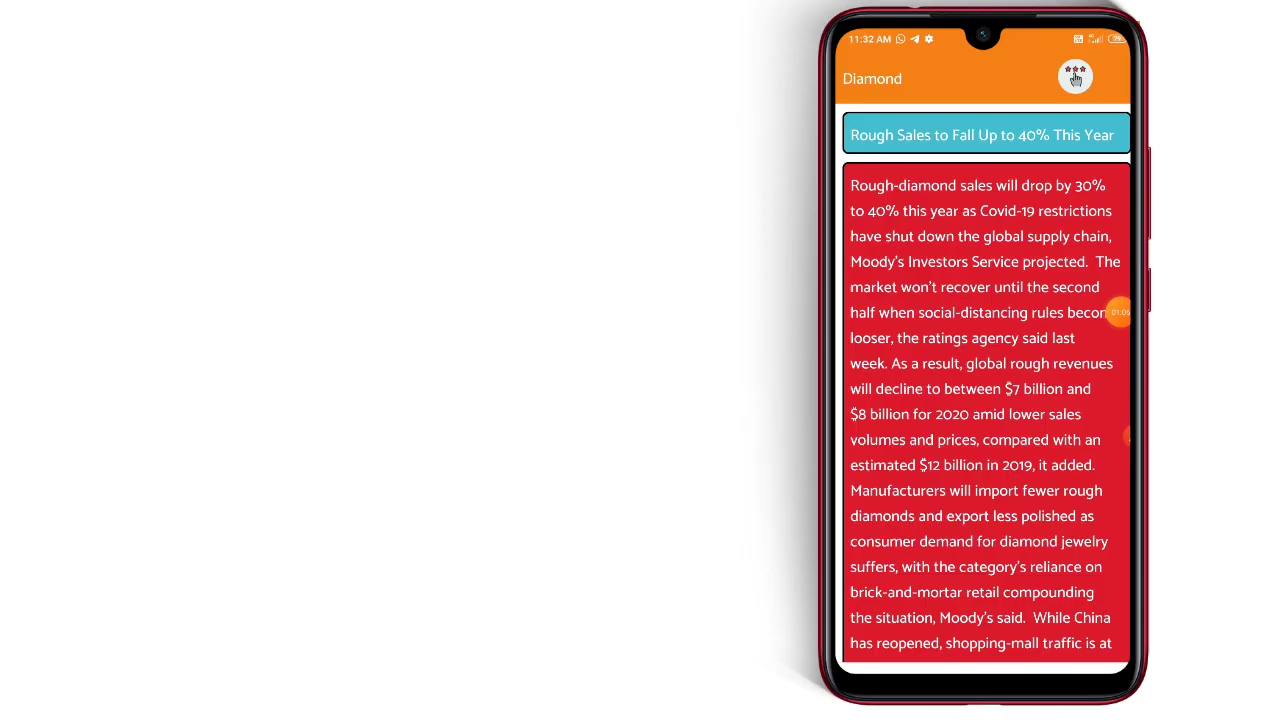 11:32 AM
Diamond
Rough Sales to Fall Up to 40% This Year
Rough-diamond sales will drop by 30%
to 40% this year as Covid-19 restrictions
have shut down the global supply chain,
Moody's Investors Service projected.  The
market won't recover until the second
half when social-distancing rules becom
looser, the ratings agency said last
week. As a result, global rough revenues
will decline to between $7 billion and
$8 billion for 2020 amid lower sales
volumes and prices, compared with an
estimated $12 billion in 2019, it added.
Manufacturers will import fewer rough
diamonds and export less polished as
consumer demand for diamond jewelry
suffers, with the category's reliance on
brick-and-mortar retail compounding
the situation, Moody's said.  While China
has reopened, shopping-mall traffic is at